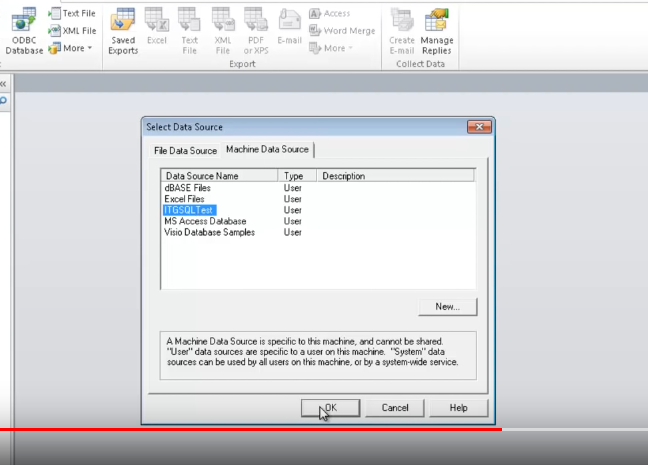 Text File
XML File
ODBC
Database
More
Saved
Exports
Excel
Text
File
XML
File
PDF
or XPS
E-mail
Access
Word Merge
More
Create
E-mail
Manage
Replies
Export
Collect Data
Select Data Source
File Data Source
Machine Data Source
Data Source Name Type Description
dBASE Files User
Excel Files User
ITGSQLTest User
MS Access Database User
Visio Database Samples User
New...
A Machine Data Source is specific to this machine, and cannot be shared.
"User" data sources are specific to a user on this machine. "System" data
sources can be used by all users on this machine, or by a system-wide service.
OK
Cancel
Help